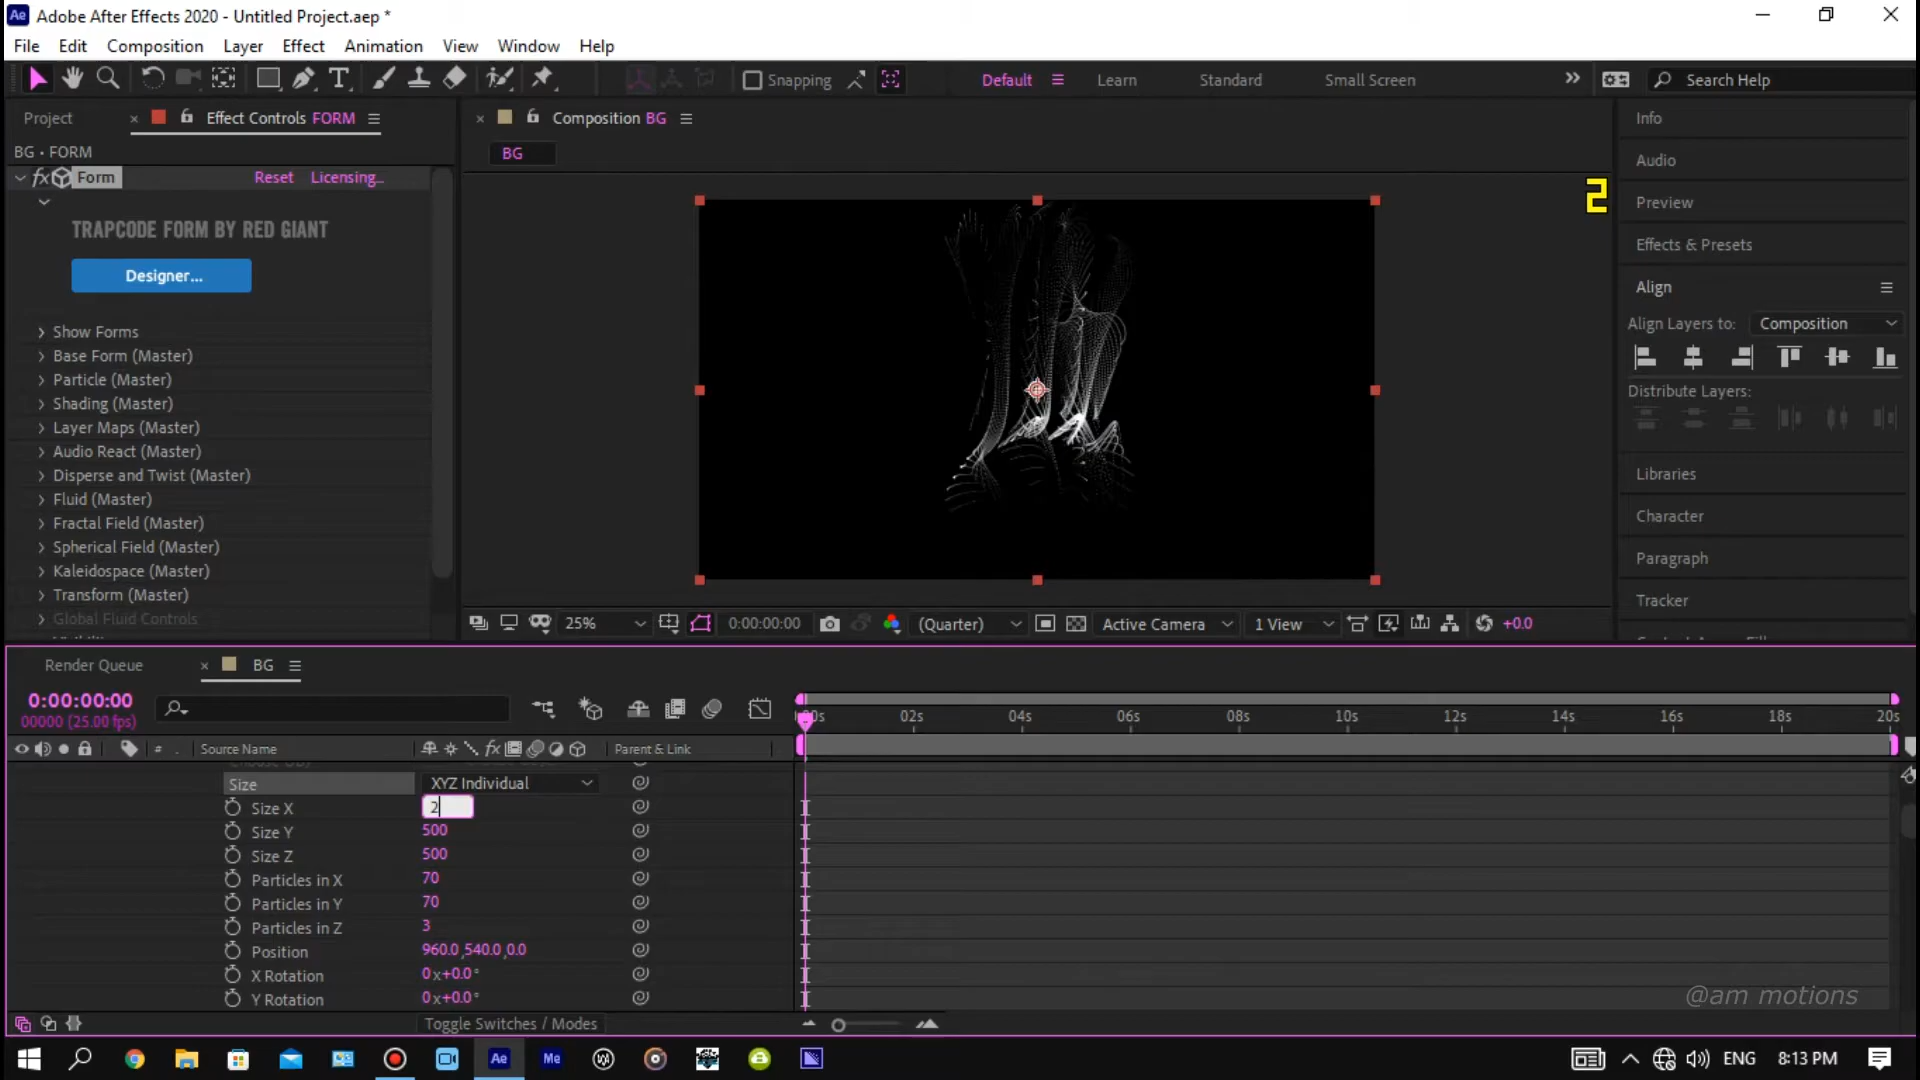 Ae Adobe After Effects 2020 - Untitled Project.aep *
File Edit Composition Layer Effect Animation View Window Help
Snapping Default Learn Standard Small Screen Search Help
Project Effect Controls FORM Composition BG Info
BG • FORM BG
fx Form Reset Licensing... Audio
2
Preview
TRAPCODE FORM BY RED GIANT
Effects & Presets
Designer...
Align
Show Forms Align Layers to: Composition
Base Form (Master)
Particle (Master)
Distribute Layers:
Shading (Master)
Layer Maps (Master)
Audio React (Master)
Disperse and Twist (Master) Libraries
Fluid (Master)
Fractal Field (Master) Character
Spherical Field (Master) Paragraph
Kaleidospace (Master)
Transform (Master) Tracker
Global Fluid Controls
25% 0:00:00:00 (Quarter) Active Camera 1 View +0.0
Render Queue BG
0:00:00:00
00000 (25.00 fps)
02s 04s 06s 08s 10s 12s 14s 16s 18s 20s
# Source Name fx Parent & Link
Size XYZ Individual
Size X 2
Size Y 500
Size Z 500
Particles in X 70
Particles in Y 70
Particles in Z 3
Position 960.0,540.0,0.0
X Rotation 0x+0.0°
Y Rotation 0x+0.0°
@am motions
Toggle Switches / Modes
Ae Me ENG 8:13 PM